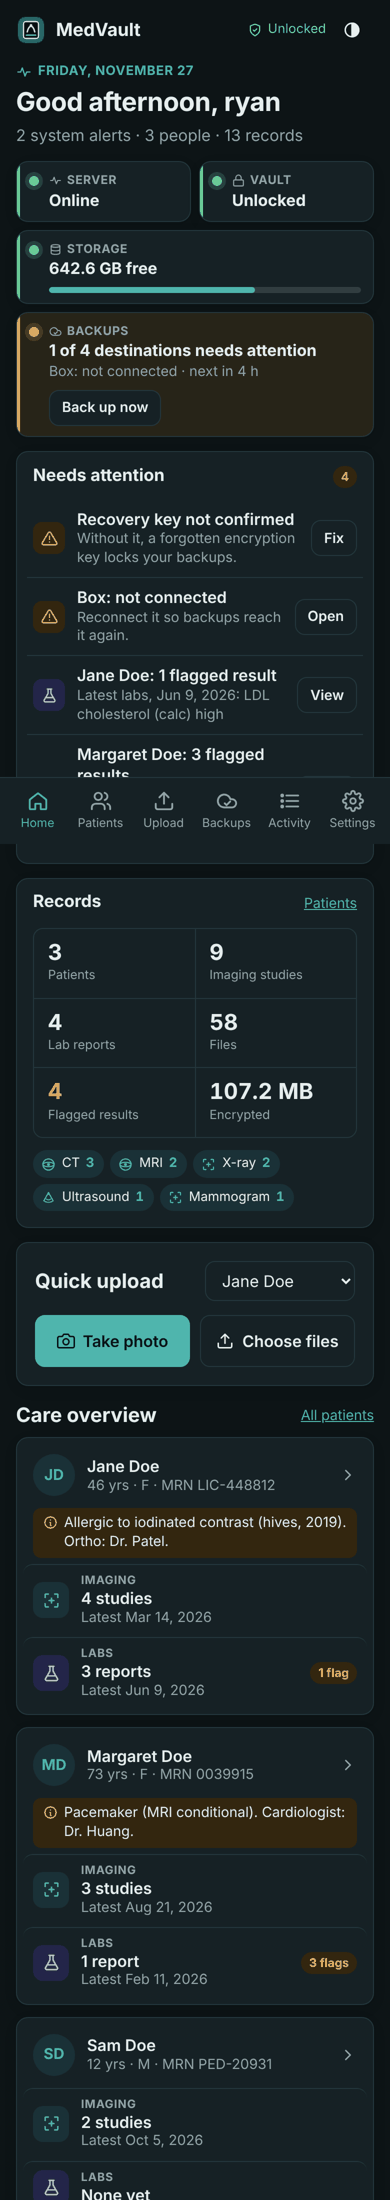 MedVault
Unlocked
FRIDAY, NOVEMBER 27
Good afternoon, ryan
2 system alerts · 3 people · 13 records
SERVER
Online
VAULT
Unlocked
STORAGE
642.6 GB free
BACKUPS
1 of 4 destinations needs attention
Box: not connected · next in 4 h
Back up now
Needs attention
4
Recovery key not confirmed
Without it, a forgotten encryption
key locks your backups.
Fix
Box: not connected
Reconnect it so backups reach
it again.
Open
Jane Doe: 1 flagged result
Latest labs, Jun 9, 2026: LDL
cholesterol (calc) high
View
Margaret Doe: 3 flagged
results
Home
Patients
Upload
Backups
Activity
Settings
Records
Patients
3
Patients
9
Imaging studies
4
Lab reports
58
Files
4
Flagged results
107.2 MB
Encrypted
CT 3
MRI 2
X-ray 2
Ultrasound 1
Mammogram 1
Quick upload
Jane Doe
Take photo
Choose files
Care overview
All patients
JD
Jane Doe
46 yrs · F · MRN LIC-448812
Allergic to iodinated contrast (hives, 2019).
Ortho: Dr. Patel.
IMAGING
4 studies
Latest Mar 14, 2026
LABS
3 reports
Latest Jun 9, 2026
1 flag
MD
Margaret Doe
73 yrs · F · MRN 0039915
Pacemaker (MRI conditional). Cardiologist:
Dr. Huang.
IMAGING
3 studies
Latest Aug 21, 2026
LABS
1 report
Latest Feb 11, 2026
3 flags
SD
Sam Doe
12 yrs · M · MRN PED-20931
IMAGING
2 studies
Latest Oct 5, 2026
LABS
None yet